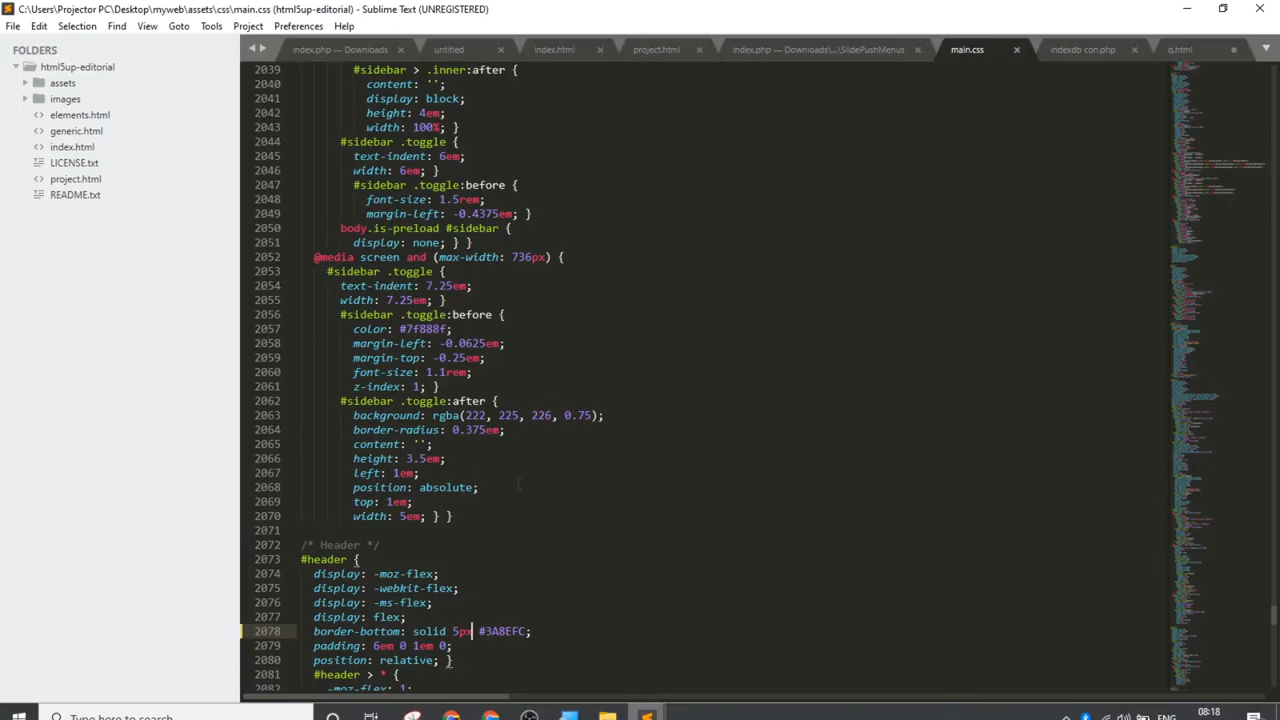 C:\Users\Projector PC\Desktop\myweb\assets\css\main.css (html5up-editorial) - Sublime Text (UNREGISTERED)
File Edit Selection Find View Goto Tools Project Preferences Help
FOLDERS
html5up-editorial
assets
images
elements.html
generic.html
index.html
LICENSE.txt
project.html
README.txt
index.php — Downloads
untitled
index.html
project.html
index.php — Downloads\...\SlidePushMenus
main.css
indexdb con.php
q.html
2039 #sidebar > .inner:after {
2040 content: '';
2041 display: block;
2042 height: 4em;
2043 width: 100%; }
2044 #sidebar .toggle {
2045 text-indent: 6em;
2046 width: 6em; }
2047 #sidebar .toggle:before {
2048 font-size: 1.5rem;
2049 margin-left: -0.4375em; }
2050 body.is-preload #sidebar {
2051 display: none; } }
2052 @media screen and (max-width: 736px) {
2053 #sidebar .toggle {
2054 text-indent: 7.25em;
2055 width: 7.25em; }
2056 #sidebar .toggle:before {
2057 color: #7f888f;
2058 margin-left: -0.0625em;
2059 margin-top: -0.25em;
2060 font-size: 1.1rem;
2061 z-index: 1; }
2062 #sidebar .toggle:after {
2063 background: rgba(222, 225, 226, 0.75);
2064 border-radius: 0.375em;
2065 content: '';
2066 height: 3.5em;
2067 left: 1em;
2068 position: absolute;
2069 top: 1em;
2070 width: 5em; } }
2071
2072 /* Header */
2073 #header {
2074 display: -moz-flex;
2075 display: -webkit-flex;
2076 display: -ms-flex;
2077 display: flex;
2078 border-bottom: solid 5px #3A8EFC;
2079 padding: 6em 0 1em 0;
2080 position: relative; }
2081 #header > * {
2082 -moz-flex: 1;
Type here to search
ENG
08:18